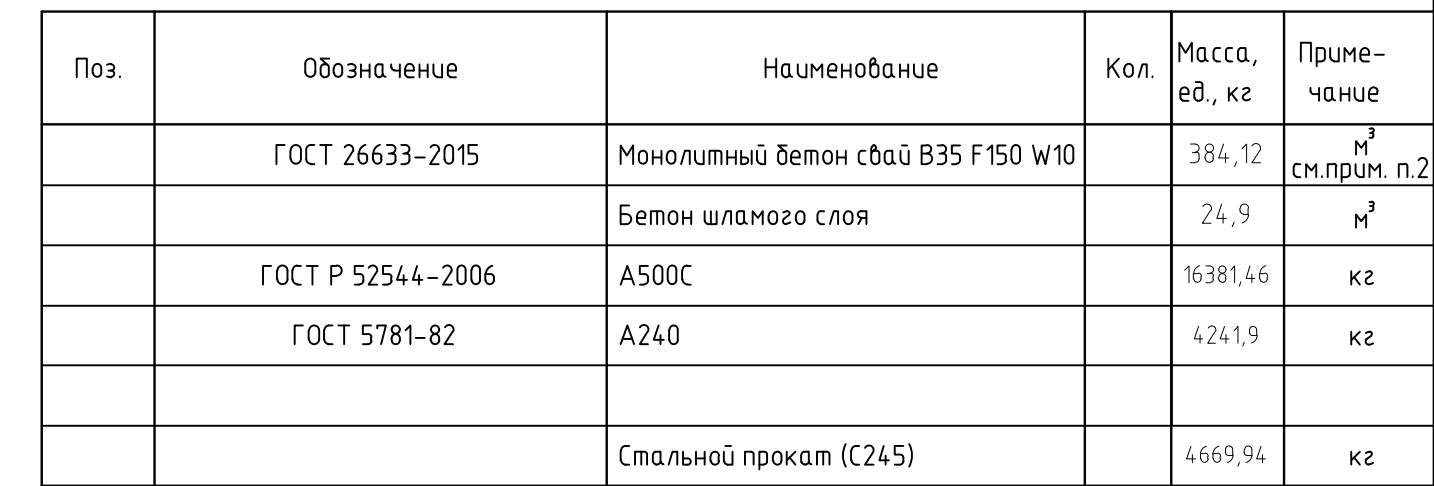 Поз. Обозначение Наименование Кол. Масса, ед., кг Приме- чание
ГОСТ 26633-2015 Монолитный бетон свай В35 F150 W10 384,12 м³ см.прим. п.2
Бетон шламого слоя 24,9 м³
ГОСТ Р 52544-2006 А500С 16381,46 кг
ГОСТ 5781-82 А240 4241,9 кг
Стальной прокат (С245) 4669,94 кг